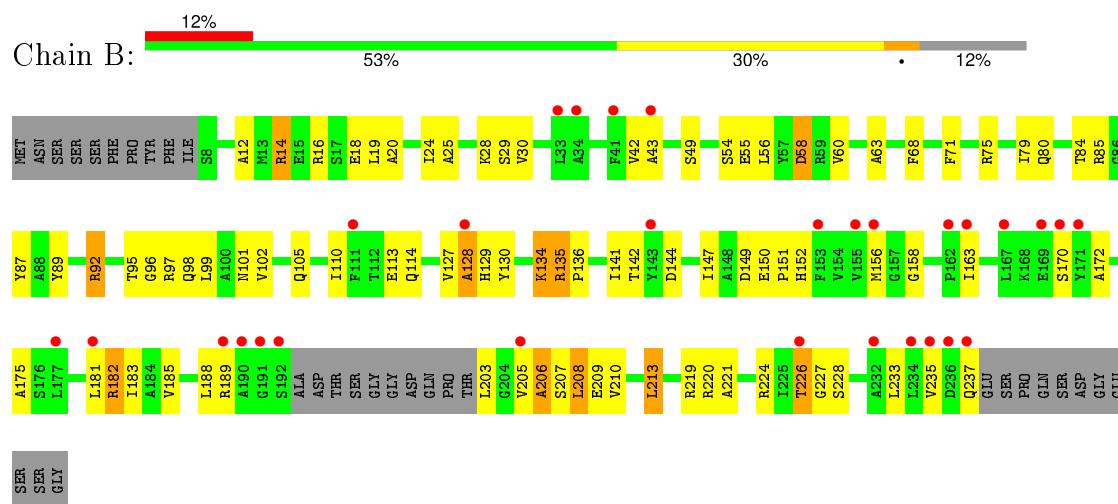 12%
Chain B:
53% 30% • 12%
MET ASN SER SER SER PHE PRO TYR PHE ILE S8 A12 M13 R14 E15 R16 S17 E18 L19 A20 I24 A25 K28 S29 V30 L33 A34 F41 V42 A43 S49 S54 E55 L56 Y57 D58 R59 V60 A63 F68 F71 R75 I79 Q80 T84 R85 G86
Y87 A88 Y89 R92 T95 G96 R97 Q98 L99 A100 N101 V102 Q105 I110 F111 T112 E113 Q114 V127 A128 H129 Y130 K134 R135 P136 I141 T142 Y143 D144 I147 A148 D149 E150 P151 H152 F153 V154 V155 M156 G157 G158 P162 I163 L167 K168 E169 S170 Y171 A172
A175 S176 L177 L181 R182 I183 A184 V185 L188 R189 A190 G191 S192 ALA ASP THR SER GLY GLY ASP GLN PRO THR L203 G204 V205 A206 S207 L208 E209 V210 L213 R219 R220 A221 R224 I225 T226 G227 S228 A232 L233 L234 V235 D236 Q237 GLU SER PRO GLN SER ASP GLY GLU
SER SER GLY